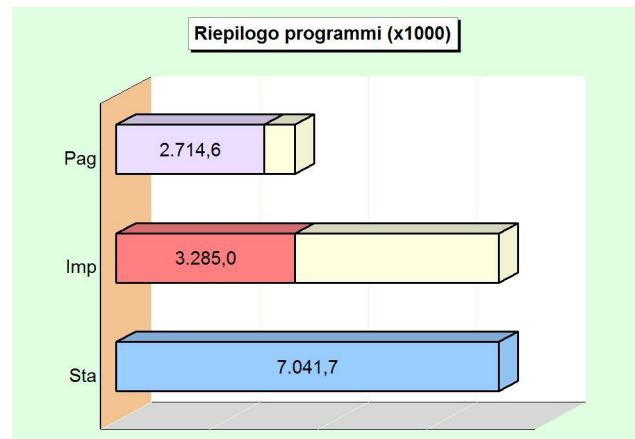 Riepilogo programmi (x1000)
Pag
2.714,6
Imp
3.285,0
Sta
7.041,7